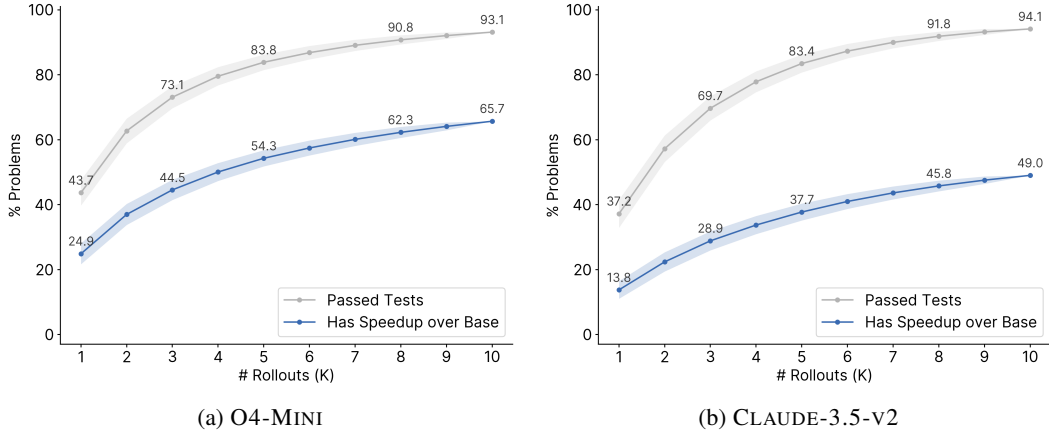 100
80
60
40
20
0
% Problems
43.7
73.1
83.8
90.8
93.1
24.9
44.5
54.3
62.3
65.7
Passed Tests
Has Speedup over Base
1 2 3 4 5 6 7 8 9 10
# Rollouts (K)
(a) O4-MINI
100
80
60
40
20
0
% Problems
37.2
69.7
83.4
91.8
94.1
13.8
28.9
37.7
45.8
49.0
Passed Tests
Has Speedup over Base
1 2 3 4 5 6 7 8 9 10
# Rollouts (K)
(b) CLAUDE-3.5-V2